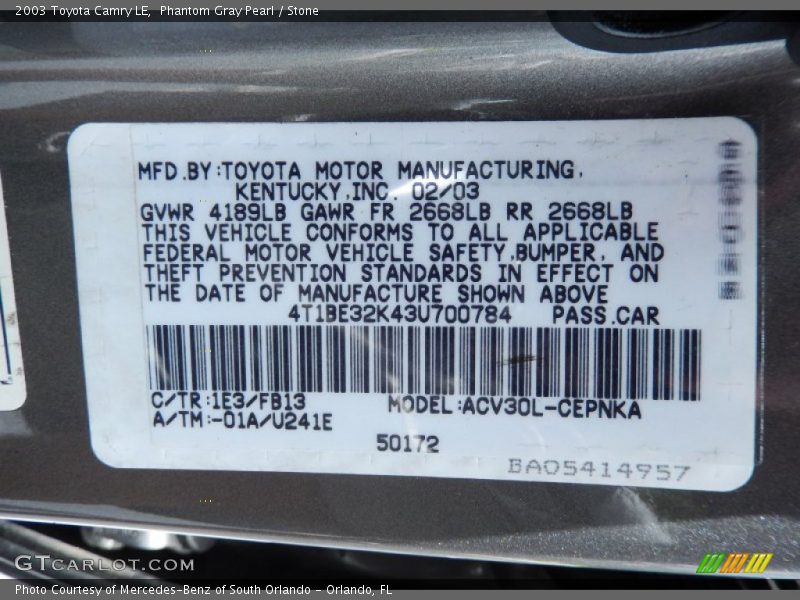 2003 Toyota Camry LE, Phantom Gray Pearl / Stone
MFD.BY:TOYOTA MOTOR MANUFACTURING,
KENTUCKY,INC. 02/03
GVWR 4189LB GAWR FR 2668LB RR 2668LB
THIS VEHICLE CONFORMS TO ALL APPLICABLE
FEDERAL MOTOR VEHICLE SAFETY,BUMPER, AND
THEFT PREVENTION STANDARDS IN EFFECT ON
THE DATE OF MANUFACTURE SHOWN ABOVE
4T1BE32K43U700784 PASS.CAR
C/TR:1E3/FB13 MODEL:ACV30L-CEPNKA
A/TM:-01A/U241E
50172
BA05414957
GTCARLOT.COM
Photo Courtesy of Mercedes-Benz of South Orlando - Orlando, FL